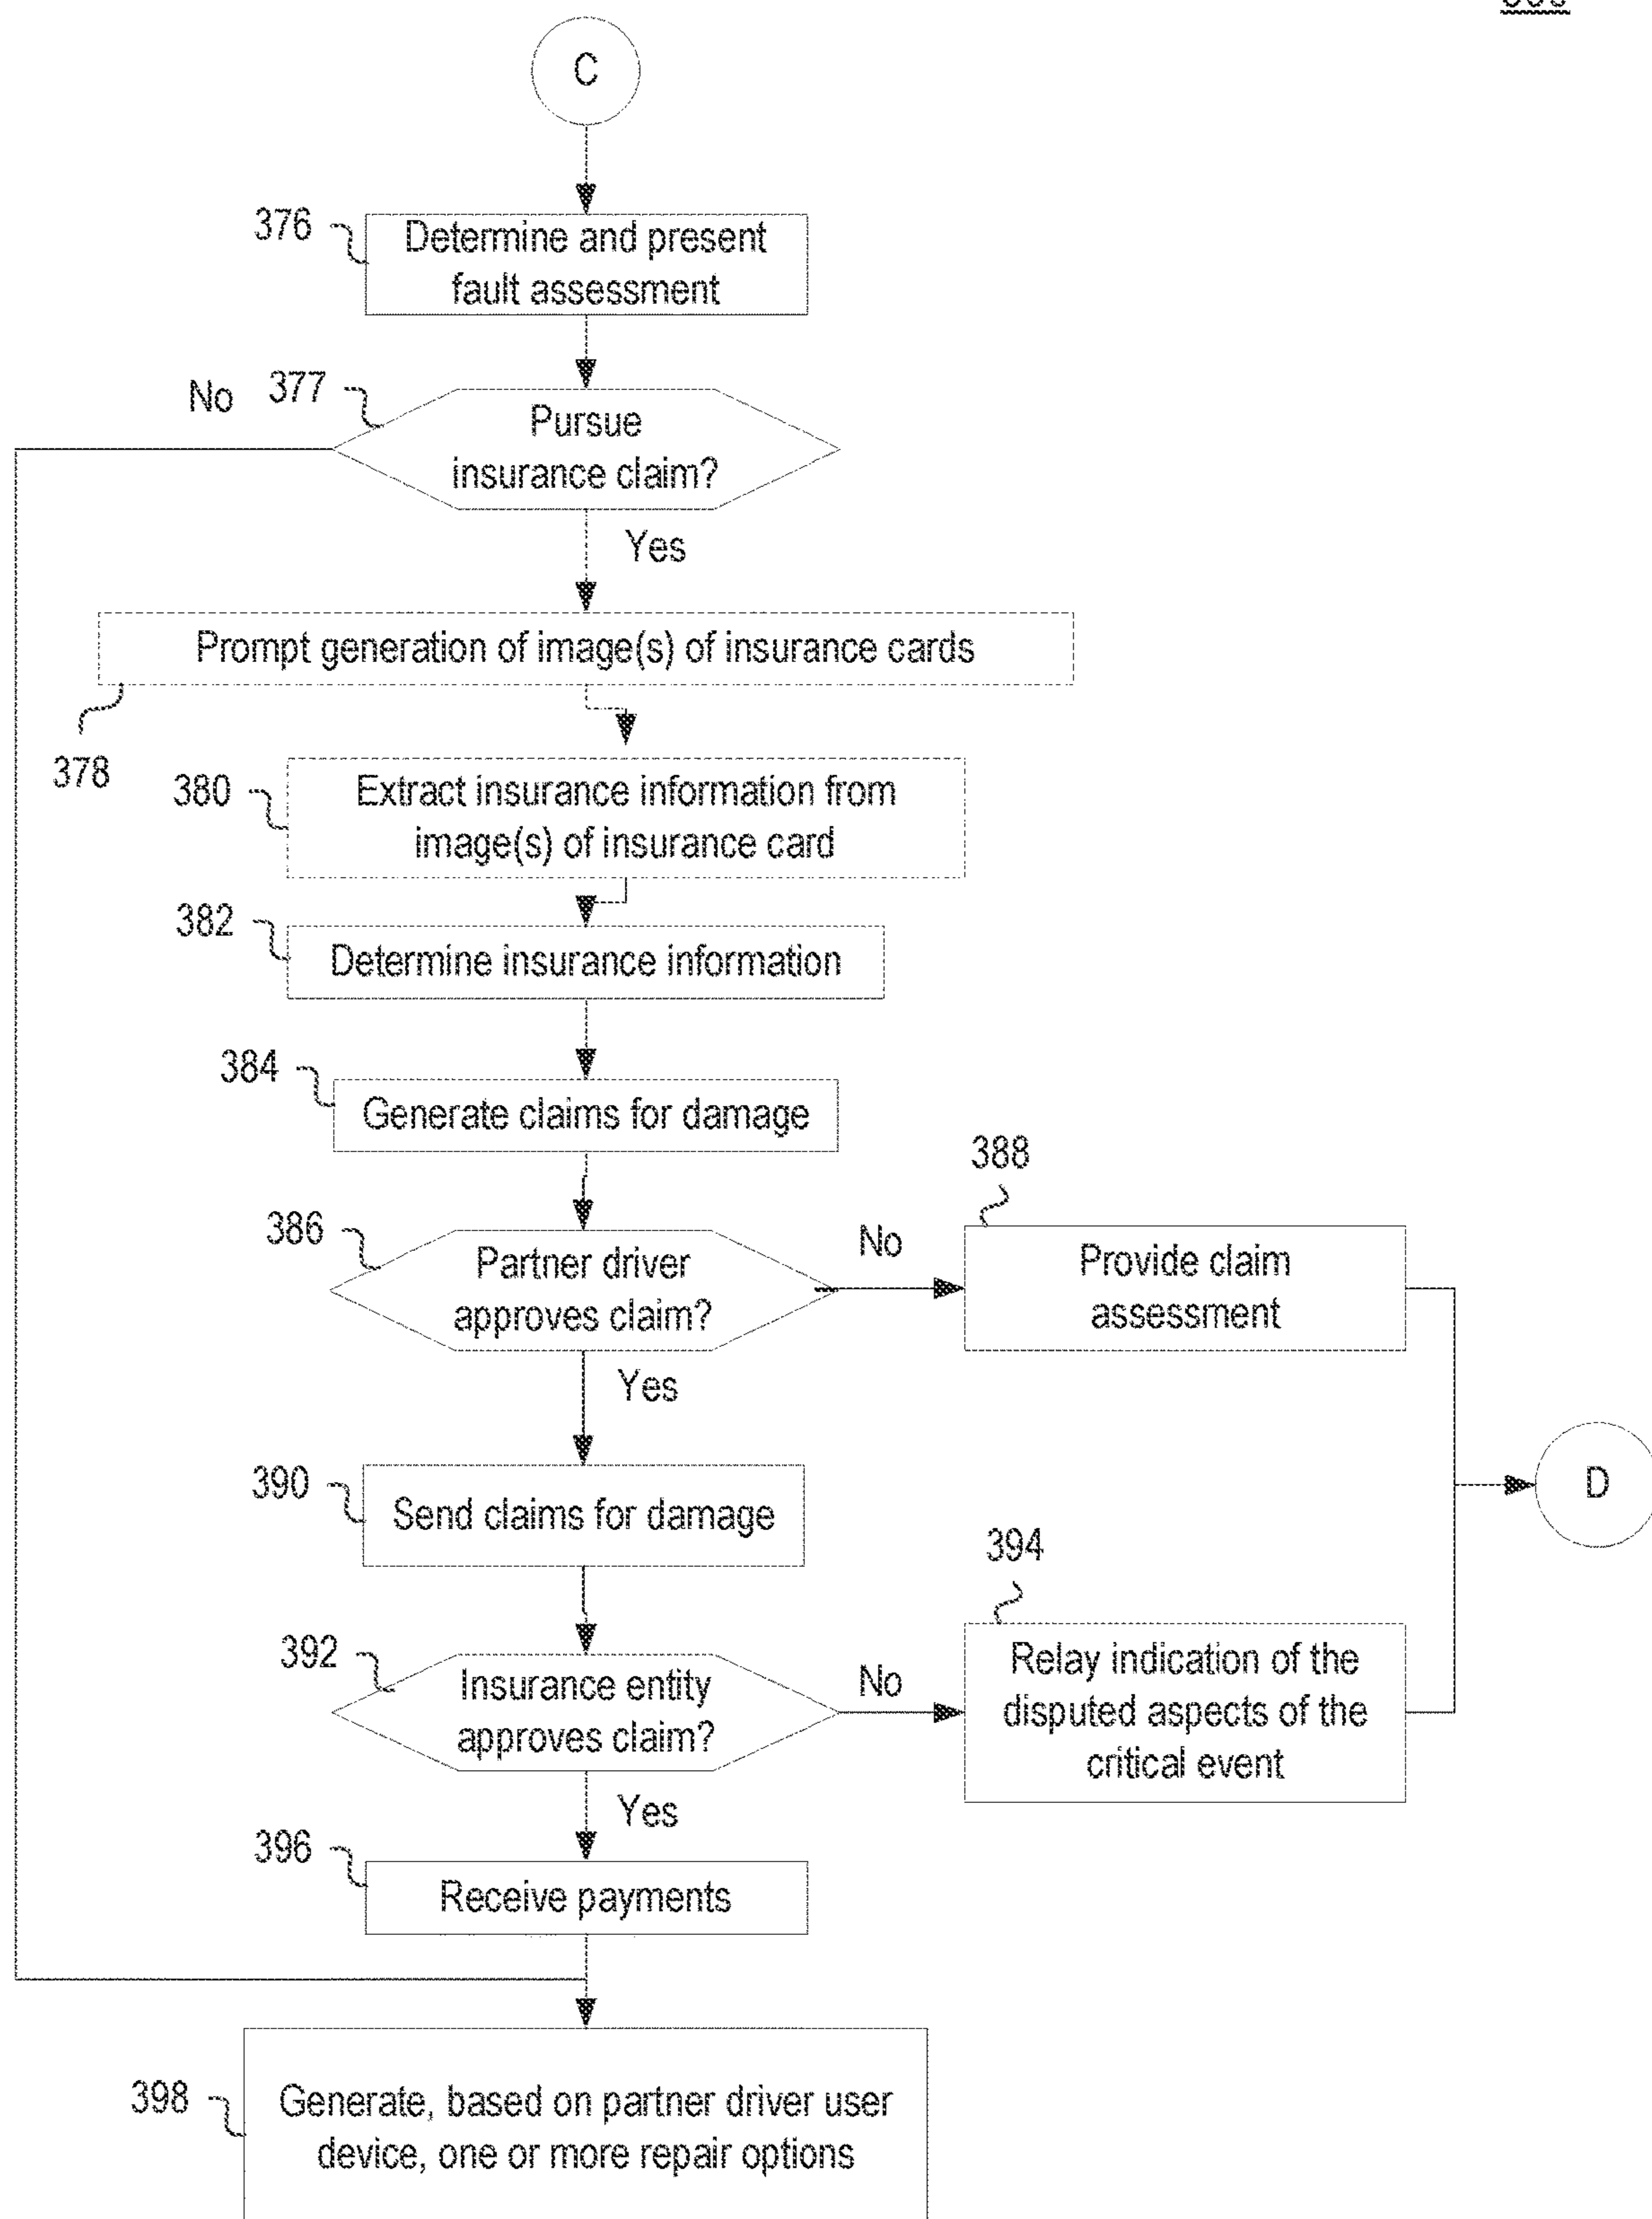 C
376
Determine and present
fault assessment
No
377
Pursue
insurance claim?
Yes
Prompt generation of image(s) of insurance cards
378
380
Extract insurance information from
image(s) of insurance card
382
Determine insurance information
384
Generate claims for damage
388
386
Partner driver
approves claim?
No
Provide claim
assessment
Yes
D
390
Send claims for damage
394
392
Insurance entity
approves claim?
No
Relay indication of the
disputed aspects of the
critical event
Yes
396
Receive payments
398
Generate, based on partner driver user
device, one or more repair options